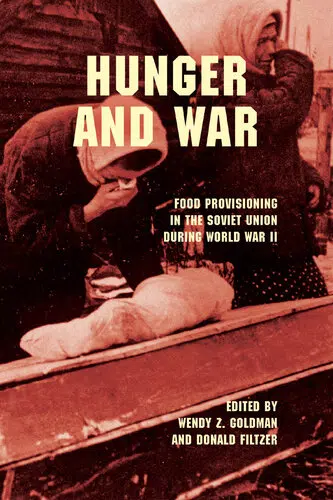 HUNGER
AND WAR
FOOD PROVISIONING
IN THE SOVIET UNION
DURING WORLD WAR II
EDITED BY
WENDY Z. GOLDMAN
AND DONALD FILTZER